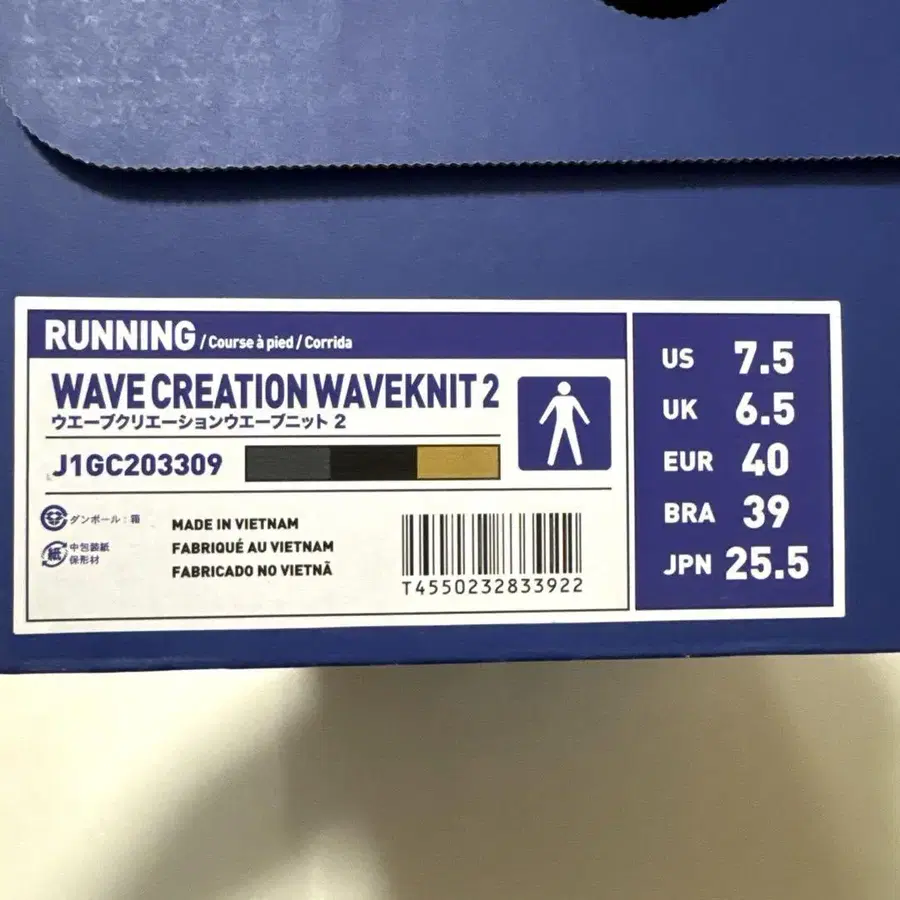 RUNNING / Course à pied / Corrida
WAVE CREATION WAVEKNIT 2
ウエーブクリエーションウエーブニット 2
J1GC203309
ダンボール : 箱
紙
中包装紙
保形材
MADE IN VIETNAM
FABRIQUÉ AU VIETNAM
FABRICADO NO VIETNÃ
T4550232833922
US 7.5
UK 6.5
EUR 40
BRA 39
JPN 25.5